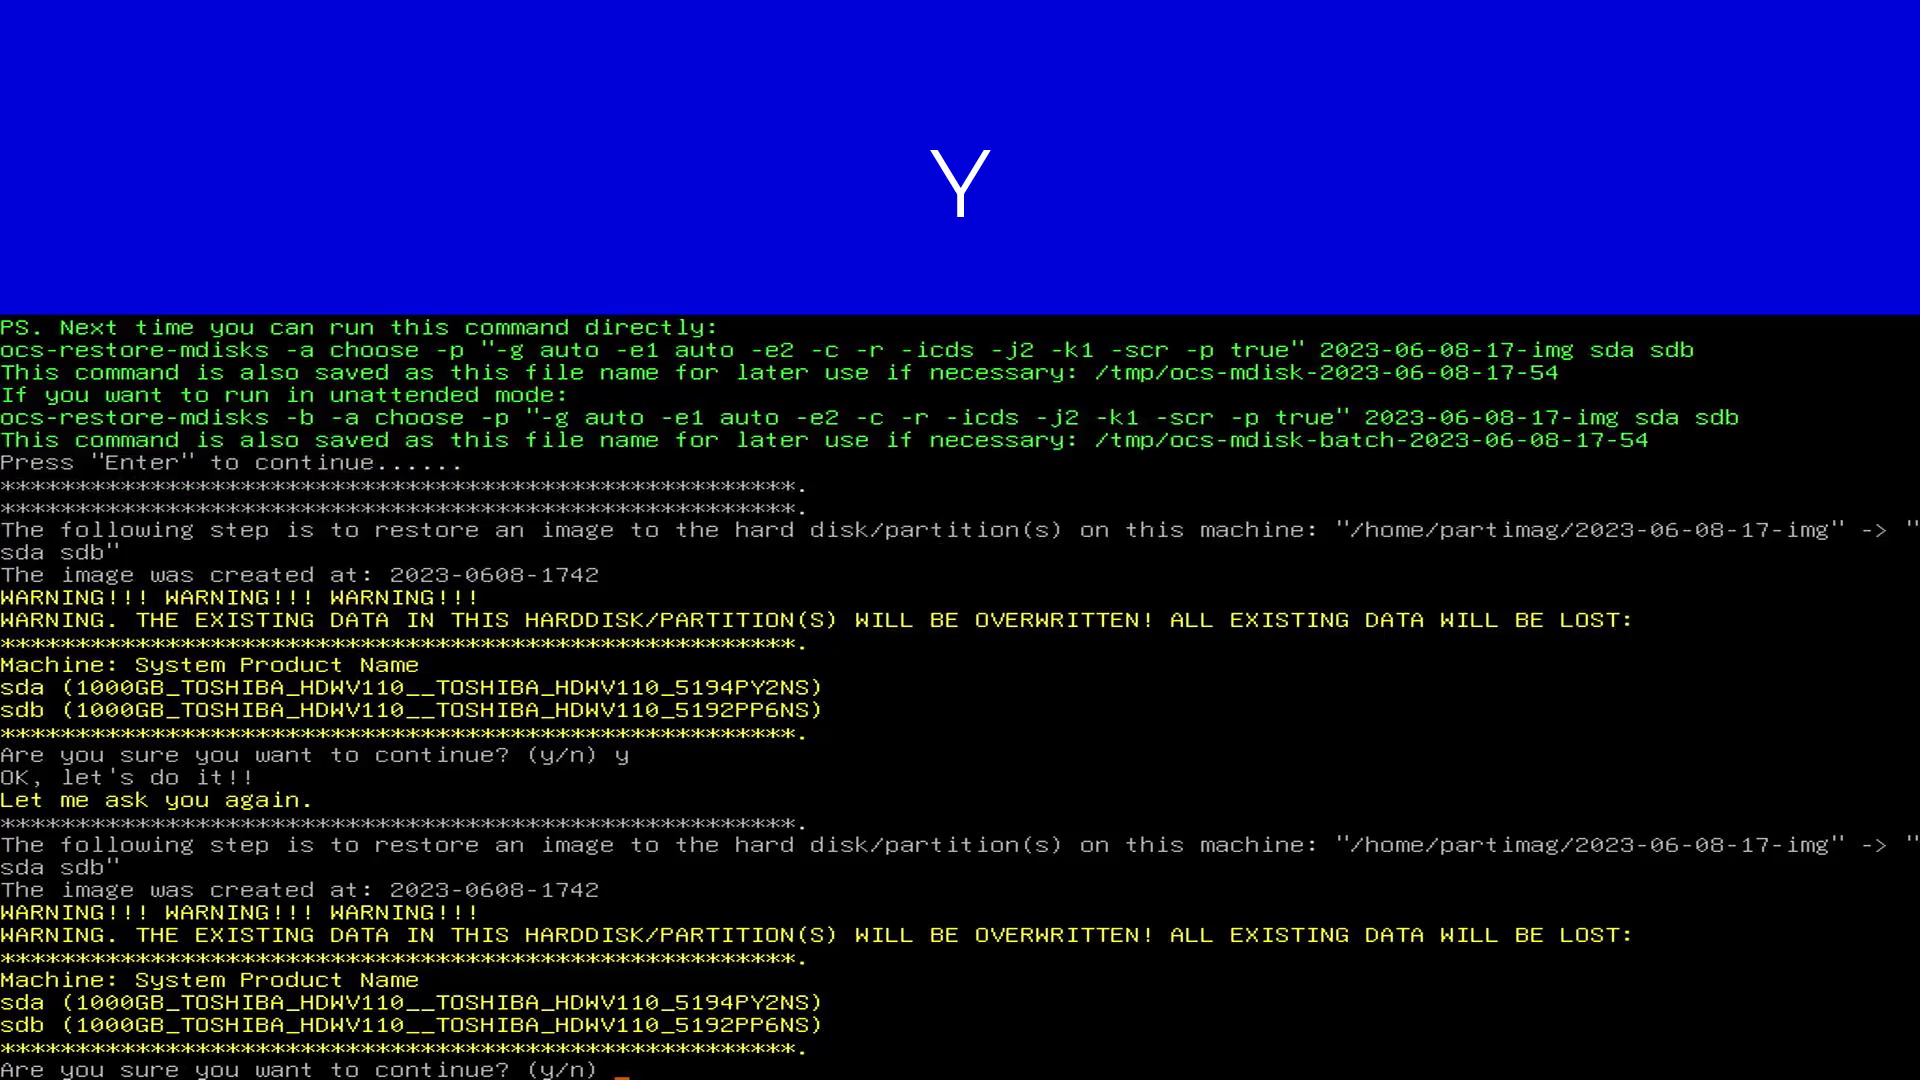 Y
PS. Next time you can run this command directly:
ocs-restore-mdisks -a choose -p "-g auto -e1 auto -e2 -c -r -icds -j2 -k1 -scr -p true" 2023-06-08-17-img sda sdb
This command is also saved as this file name for later use if necessary: /tmp/ocs-mdisk-2023-06-08-17-54
If you want to run in unattended mode:
ocs-restore-mdisks -b -a choose -p "-g auto -e1 auto -e2 -c -r -icds -j2 -k1 -scr -p true" 2023-06-08-17-img sda sdb
This command is also saved as this file name for later use if necessary: /tmp/ocs-mdisk-batch-2023-06-08-17-54
Press "Enter" to continue......
*****************************************************.
*****************************************************.
The following step is to restore an image to the hard disk/partition(s) on this machine: "/home/partimag/2023-06-08-17-img" -> "
sda sdb"
The image was created at: 2023-0608-1742
WARNING!!! WARNING!!! WARNING!!!
WARNING. THE EXISTING DATA IN THIS HARDDISK/PARTITION(S) WILL BE OVERWRITTEN! ALL EXISTING DATA WILL BE LOST:
*****************************************************.
Machine: System Product Name
sda (1000GB_TOSHIBA_HDWV110__TOSHIBA_HDWV110_5194PY2NS)
sdb (1000GB_TOSHIBA_HDWV110__TOSHIBA_HDWV110_5192PP6NS)
*****************************************************.
Are you sure you want to continue? (y/n) y
OK, let's do it!!
Let me ask you again.
*****************************************************.
The following step is to restore an image to the hard disk/partition(s) on this machine: "/home/partimag/2023-06-08-17-img" -> "
sda sdb"
The image was created at: 2023-0608-1742
WARNING!!! WARNING!!! WARNING!!!
WARNING. THE EXISTING DATA IN THIS HARDDISK/PARTITION(S) WILL BE OVERWRITTEN! ALL EXISTING DATA WILL BE LOST:
*****************************************************.
Machine: System Product Name
sda (1000GB_TOSHIBA_HDWV110__TOSHIBA_HDWV110_5194PY2NS)
sdb (1000GB_TOSHIBA_HDWV110__TOSHIBA_HDWV110_5192PP6NS)
*****************************************************.
Are you sure you want to continue? (y/n) _